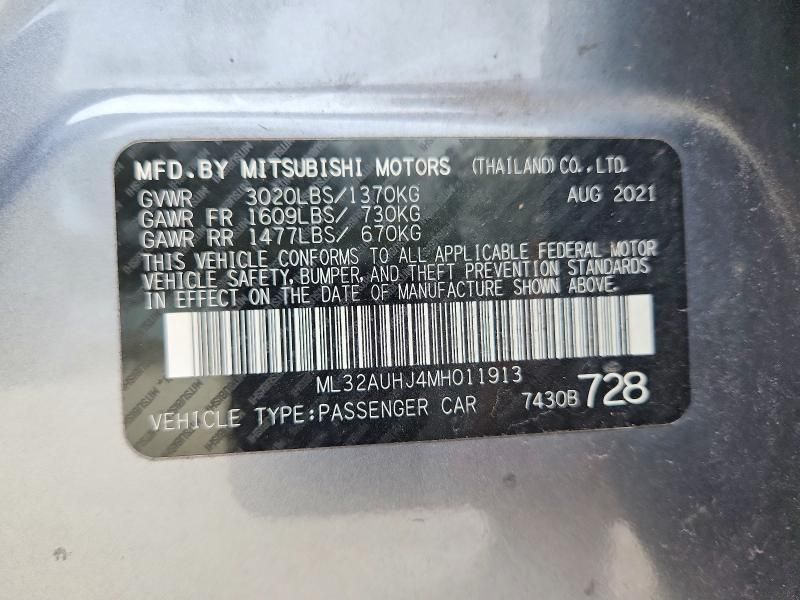 MFD.BY MITSUBISHI MOTORS (THAILAND) CO., LTD.
GVWR 3020LBS/1370KG AUG 2021
GAWR FR 1609LBS/ 730KG
GAWR RR 1477LBS/ 670KG
THIS VEHICLE CONFORMS TO ALL APPLICABLE FEDERAL MOTOR
VEHICLE SAFETY, BUMPER, AND THEFT PREVENTION STANDARDS
IN EFFECT ON THE DATE OF MANUFACTURE SHOWN ABOVE.
ML32AUHJ4MH011913
VEHICLE TYPE:PASSENGER CAR 7430B 728